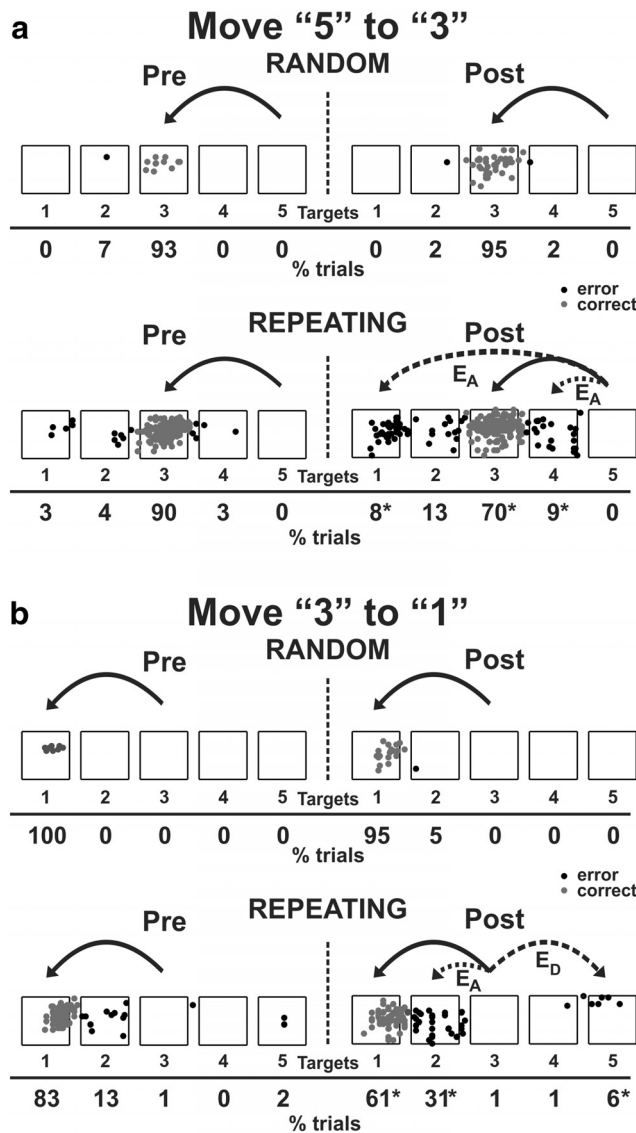 a
Move “5” to “3”
RANDOM
Pre
Post
1 2 3 4 5 Targets 1 2 3 4 5
0 7 93 0 0 0 2 95 2 0
% trials
error
correct
REPEATING
Pre
Post
E_A
E_A
1 2 3 4 5 Targets 1 2 3 4 5
3 4 90 3 0 8* 13 70* 9* 0
% trials
b
Move “3” to “1”
RANDOM
Pre
Post
1 2 3 4 5 Targets 1 2 3 4 5
100 0 0 0 0 95 5 0 0 0
% trials
error
correct
REPEATING
Pre
Post
E_A
E_D
1 2 3 4 5 Targets 1 2 3 4 5
83 13 1 0 2 61* 31* 1 1 6*
% trials